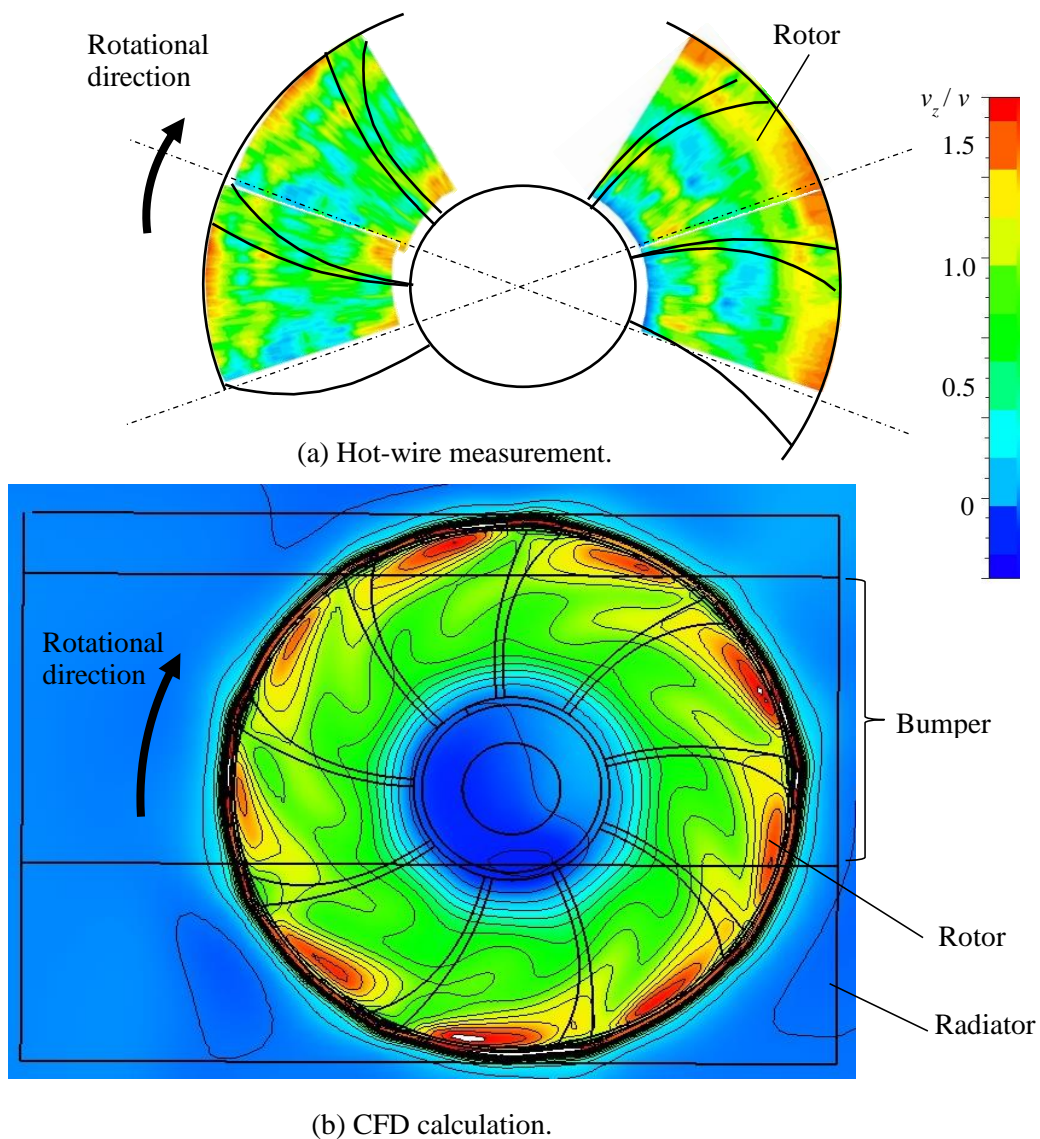 Rotational
direction
Rotor
v_z / v
1.5
1.0
0.5
0
(a) Hot-wire measurement.
Rotational
direction
Bumper
Rotor
Radiator
(b) CFD calculation.